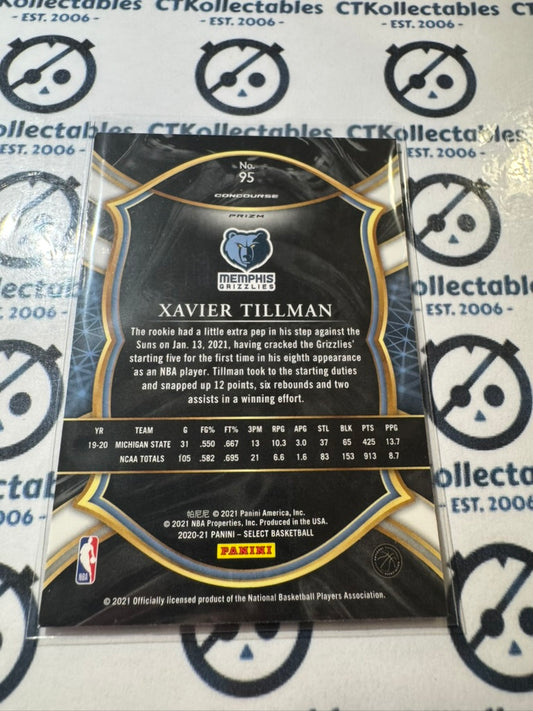 CTKollectables
- EST. 2006 -
- EST. 2006 -
No.
95
CONCOURSE
PRIZM
MEMPHIS
GRIZZLIES
XAVIER TILLMAN
The rookie had a little extra pep in his step against the
Suns on Jan. 13, 2021, having cracked the Grizzlies'
starting five for the first time in his eighth appearance
as an NBA player. Tillman took to the starting duties
and snapped up 12 points, six rebounds and two
assists in a winning effort.
YR TEAM G FG% FT% 3PM RPG APG STL BLK PTS PPG
19-20 MICHIGAN STATE 31 .550 .667 13 10.3 3.0 37 65 425 13.7
NCAA TOTALS 105 .582 .695 21 6.6 1.6 83 153 913 8.7
帕尼尼 © 2021 Panini America, Inc.
© 2021 NBA Properties, Inc. Produced in the USA.
2020-21 PANINI – SELECT BASKETBALL
PANINI
NBA
© 2021 Officially licensed product of the National Basketball Players Association.